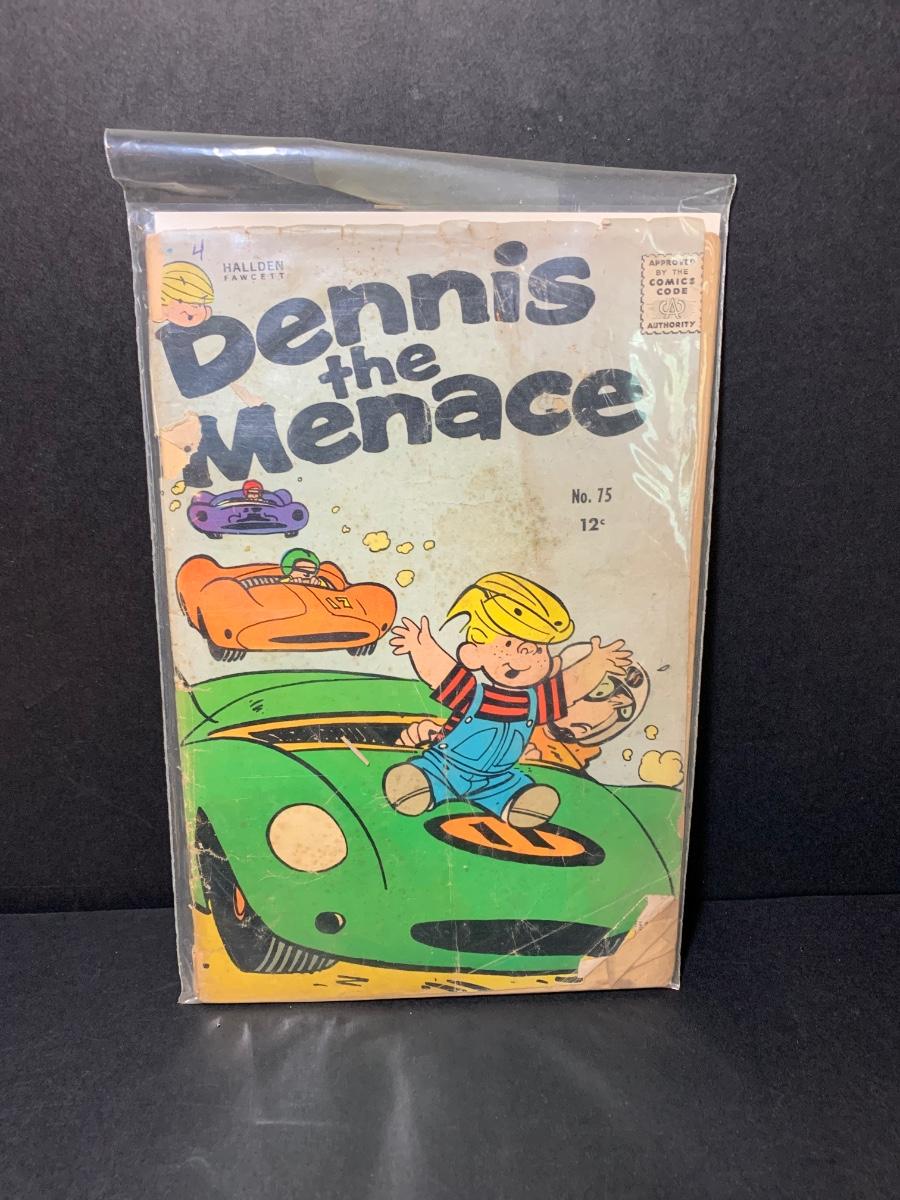 4
HALLDEN
FAWCETT
Dennis
the
Menace
APPROVED
BY THE
COMICS
CODE
CA
AUTHORITY
No. 75
12¢
17
11